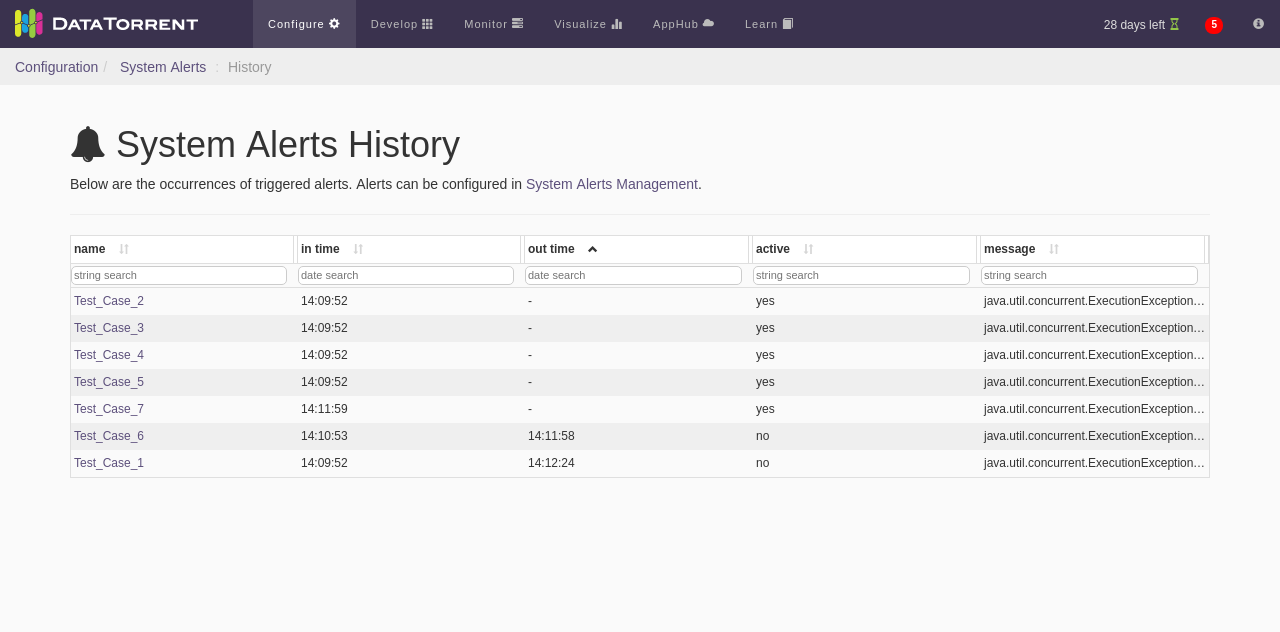 DATATORRENT Configure Develop Monitor Visualize AppHub Learn 28 days left 5
Configuration / System Alerts : History
System Alerts History
Below are the occurrences of triggered alerts. Alerts can be configured in System Alerts Management.
name in time out time active message
string search date search date search string search string search
Test_Case_2 14:09:52 - yes java.util.concurrent.ExecutionException…
Test_Case_3 14:09:52 - yes java.util.concurrent.ExecutionException…
Test_Case_4 14:09:52 - yes java.util.concurrent.ExecutionException…
Test_Case_5 14:09:52 - yes java.util.concurrent.ExecutionException…
Test_Case_7 14:11:59 - yes java.util.concurrent.ExecutionException…
Test_Case_6 14:10:53 14:11:58 no java.util.concurrent.ExecutionException…
Test_Case_1 14:09:52 14:12:24 no java.util.concurrent.ExecutionException…